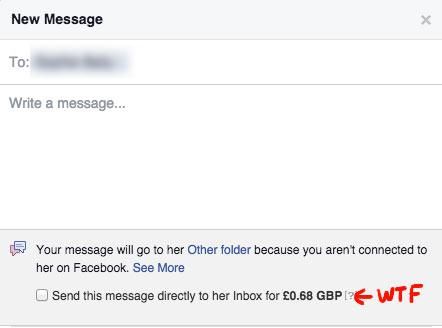 New Message ×
To:
Write a message...
Your message will go to her Other folder because you aren't connected to
her on Facebook. See More
Send this message directly to her Inbox for £0.68 GBP [?] WTF